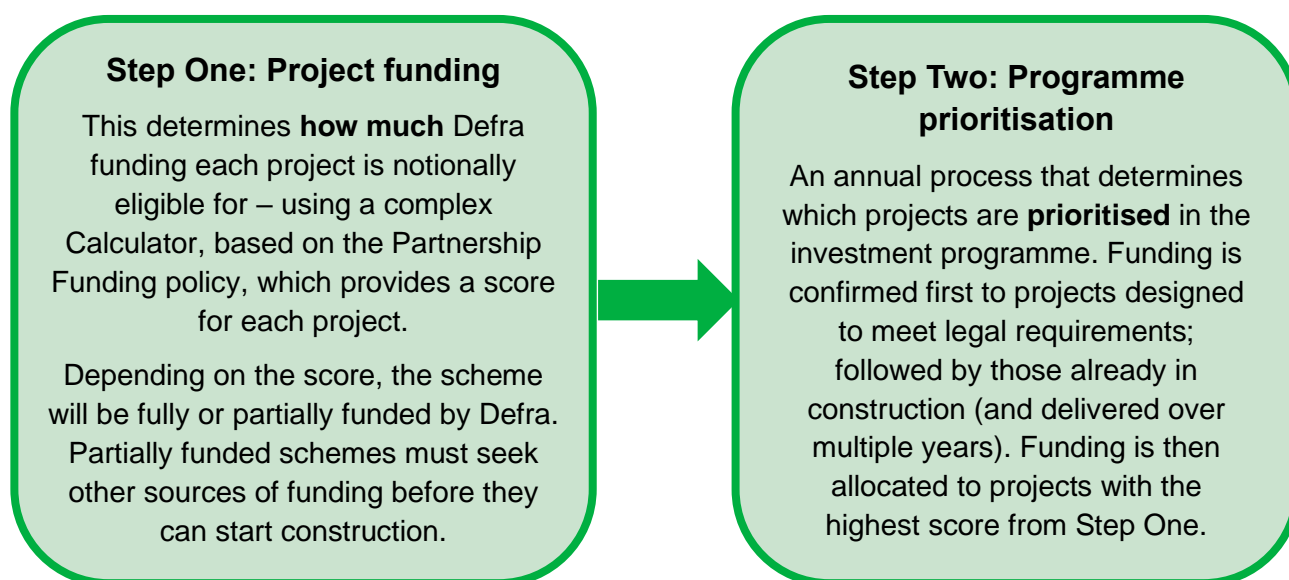 Step One: Project funding
This determines how much Defra
funding each project is notionally
eligible for – using a complex
Calculator, based on the Partnership
Funding policy, which provides a score
for each project.
Depending on the score, the scheme
will be fully or partially funded by Defra.
Partially funded schemes must seek
other sources of funding before they
can start construction.
Step Two: Programme
prioritisation
An annual process that determines
which projects are prioritised in the
investment programme. Funding is
confirmed first to projects designed
to meet legal requirements;
followed by those already in
construction (and delivered over
multiple years). Funding is then
allocated to projects with the
highest score from Step One.